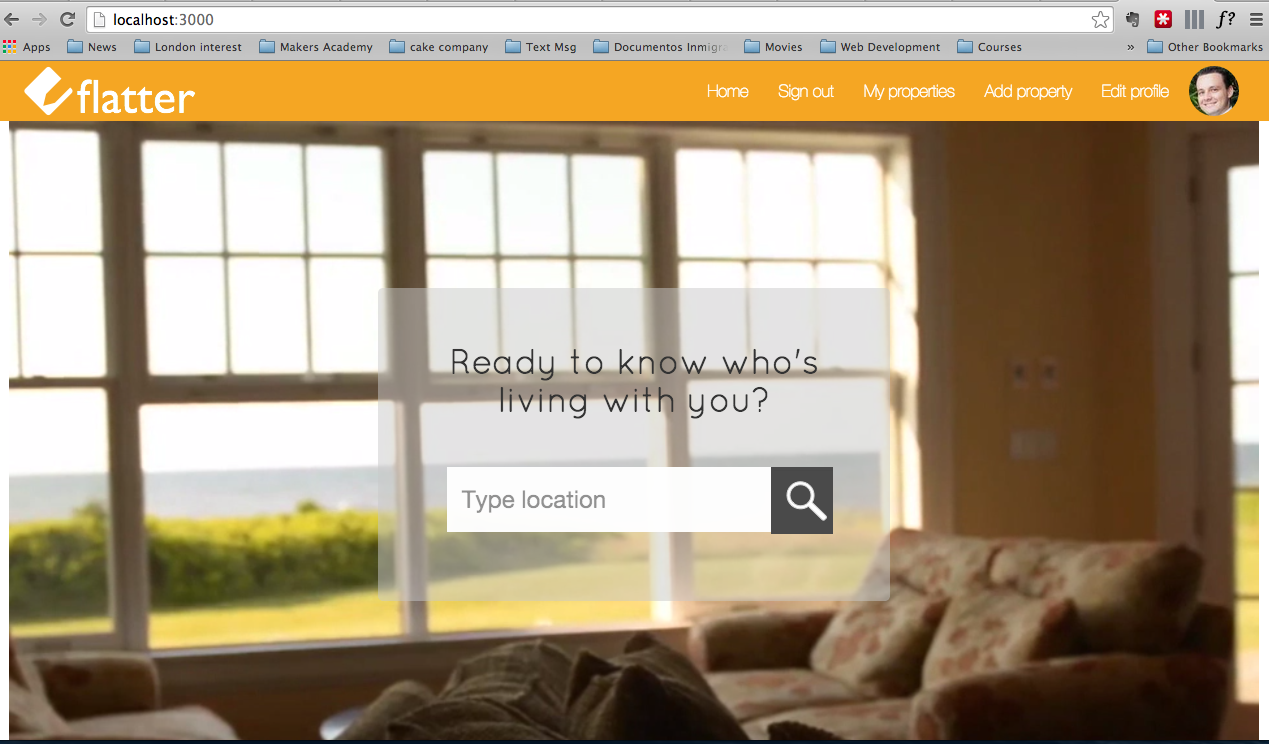 localhost:3000
Apps News London interest Makers Academy cake company Text Msg Documentos Inmigra Movies Web Development Courses » Other Bookmarks
f?
flatter
Home Sign out My properties Add property Edit profile
Ready to know who's
living with you?
Type location